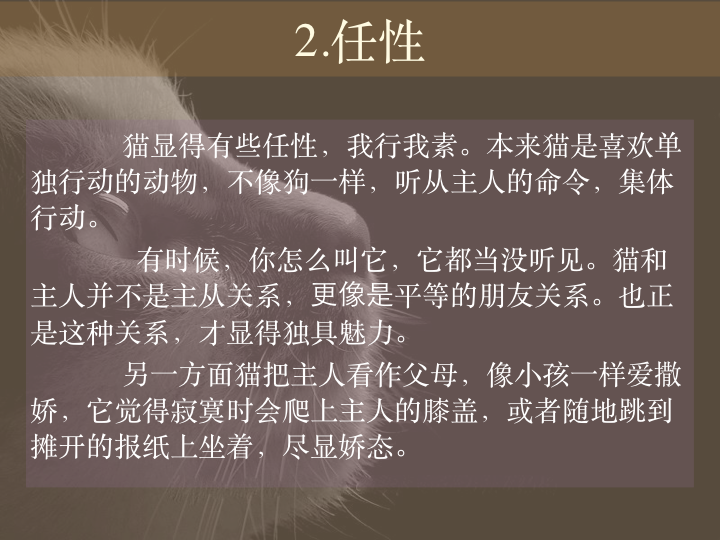 2.任性
猫显得有些任性，我行我素。本来猫是喜欢单
独行动的动物，不像狗一样，听从主人的命令，集体
行动。
有时候，你怎么叫它，它都当没听见。猫和
主人并不是主从关系，更像是平等的朋友关系。也正
是这种关系，才显得独具魅力。
另一方面猫把主人看作父母，像小孩一样爱撒
娇，它觉得寂寞时会爬上主人的膝盖，或者随地跳到
摊开的报纸上坐着，尽显娇态。